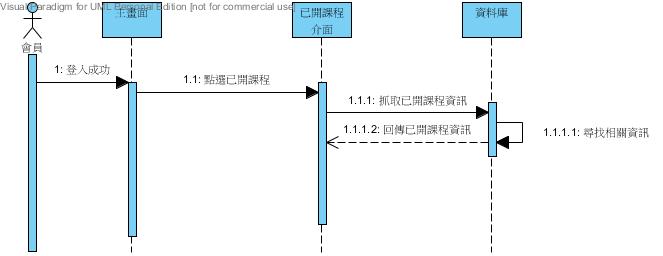 Visual Paradigm for UML Personal Edition [not for commercial use]
主畫面
已開課程
介面
資料庫
會員
1: 登入成功
1.1: 點選已開課程
1.1.1: 抓取已開課程資訊
1.1.1.2: 回傳已開課程資訊
1.1.1.1: 尋找相關資訊